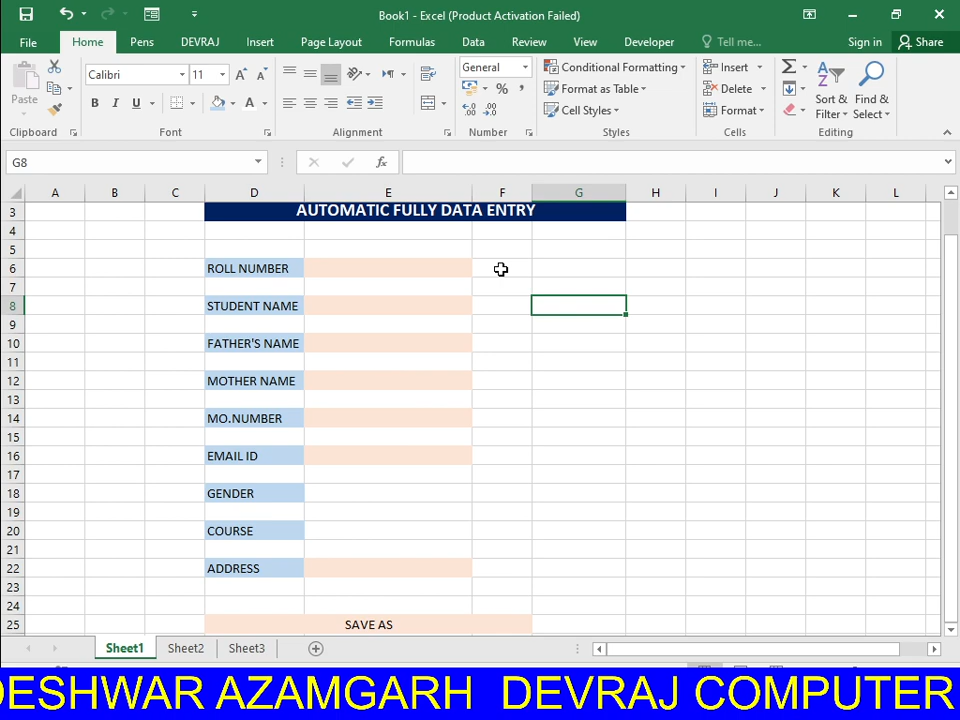 Book1 - Excel (Product Activation Failed)
File Home Pens DEVRAJ Insert Page Layout Formulas Data Review View Developer Tell me... Sign in Share
Paste
Calibri 11
B I U A
General
% ,
Conditional Formatting
Format as Table
Cell Styles
Insert
Delete
Format
Sort & Filter
Find & Select
Clipboard Font Alignment Number Styles Cells Editing
G8 fx
A B C D E F G H I J K L
3 AUTOMATIC FULLY DATA ENTRY
4
5
6 ROLL NUMBER
7
8 STUDENT NAME
9
10 FATHER'S NAME
11
12 MOTHER NAME
13
14 MO.NUMBER
15
16 EMAIL ID
17
18 GENDER
19
20 COURSE
21
22 ADDRESS
23
24
25 SAVE AS
Sheet1 Sheet2 Sheet3
DESHWAR AZAMGARH DEVRAJ COMPUTER